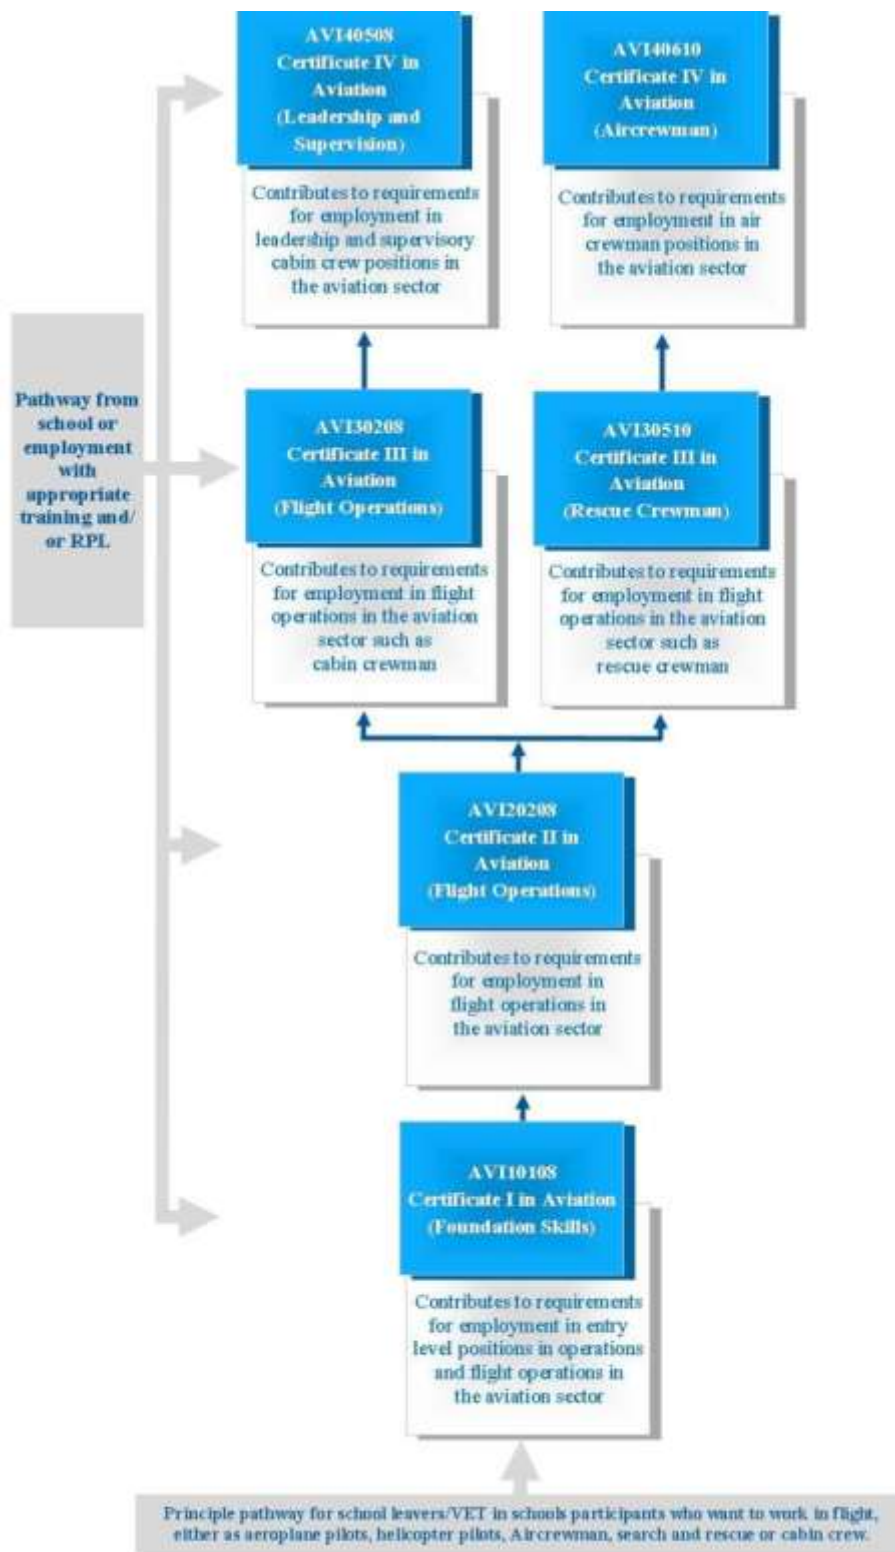 AVI40508
Certificate IV in
Aviation
(Leadership and
Supervision)
Contributes to requirements
for employment in
leadership and supervisory
cabin crew positions in
the aviation sector
AVI40610
Certificate IV in
Aviation
(Aircrewman)
Contributes to requirements
for employment in air
crewman positions in
the aviation sector
Pathway from
school or
employment
with
appropriate
training and/
or RPL
AVI30208
Certificate III in
Aviation
(Flight Operations)
Contributes to requirements
for employment in flight
operations in the aviation
sector such as
cabin crewman
AVI30510
Certificate III in
Aviation
(Rescue Crewman)
Contributes to requirements
for employment in flight
operations in the aviation
sector such as
rescue crewman
AVI20208
Certificate II in
Aviation
(Flight Operations)
Contributes to requirements
for employment in
flight operations in
the aviation sector
AVI10108
Certificate I in Aviation
(Foundation Skills)
Contributes to requirements
for employment in entry
level positions in operations
and flight operations in
the aviation sector
Principle pathway for school leavers/VET in schools participants who want to work in flight,
either as aeroplane pilots, helicopter pilots, Aircrewman, search and rescue or cabin crew.